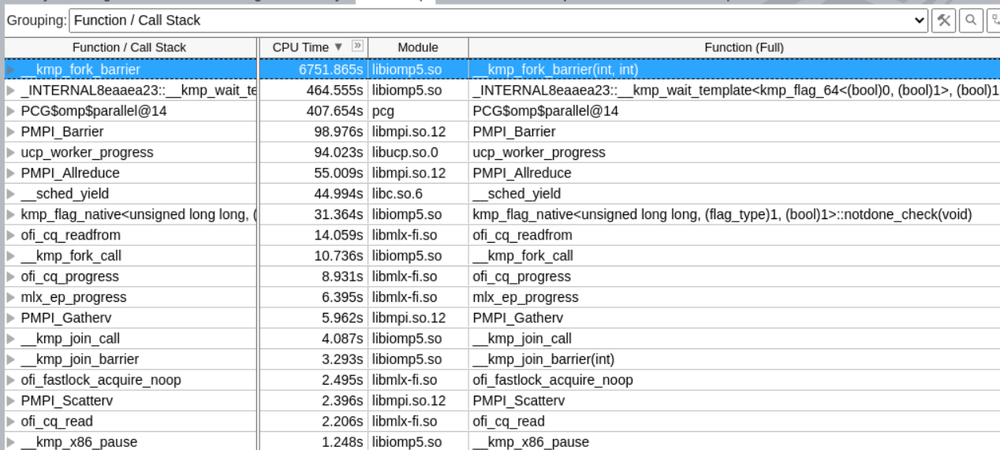 Grouping: Function / Call Stack
Function / Call Stack CPU Time Module Function (Full)
__kmp_fork_barrier 6751.865s libiomp5.so __kmp_fork_barrier(int, int)
_INTERNAL8eaaea23::__kmp_wait_te 464.555s libiomp5.so _INTERNAL8eaaea23::__kmp_wait_template<kmp_flag_64<(bool)0, (bool)1>, (bool)1
PCG$omp$parallel@14 407.654s pcg PCG$omp$parallel@14
PMPI_Barrier 98.976s libmpi.so.12 PMPI_Barrier
ucp_worker_progress 94.023s libucp.so.0 ucp_worker_progress
PMPI_Allreduce 55.009s libmpi.so.12 PMPI_Allreduce
__sched_yield 44.994s libc.so.6 __sched_yield
kmp_flag_native<unsigned long long, ( 31.364s libiomp5.so kmp_flag_native<unsigned long long, (flag_type)1, (bool)1>::notdone_check(void)
ofi_cq_readfrom 14.059s libmlx-fi.so ofi_cq_readfrom
__kmp_fork_call 10.736s libiomp5.so __kmp_fork_call
ofi_cq_progress 8.931s libmlx-fi.so ofi_cq_progress
mlx_ep_progress 6.395s libmlx-fi.so mlx_ep_progress
PMPI_Gatherv 5.962s libmpi.so.12 PMPI_Gatherv
__kmp_join_call 4.087s libiomp5.so __kmp_join_call
__kmp_join_barrier 3.293s libiomp5.so __kmp_join_barrier(int)
ofi_fastlock_acquire_noop 2.495s libmlx-fi.so ofi_fastlock_acquire_noop
PMPI_Scatterv 2.396s libmpi.so.12 PMPI_Scatterv
ofi_cq_read 2.206s libmlx-fi.so ofi_cq_read
__kmp_x86_pause 1.248s libiomp5.so __kmp_x86_pause